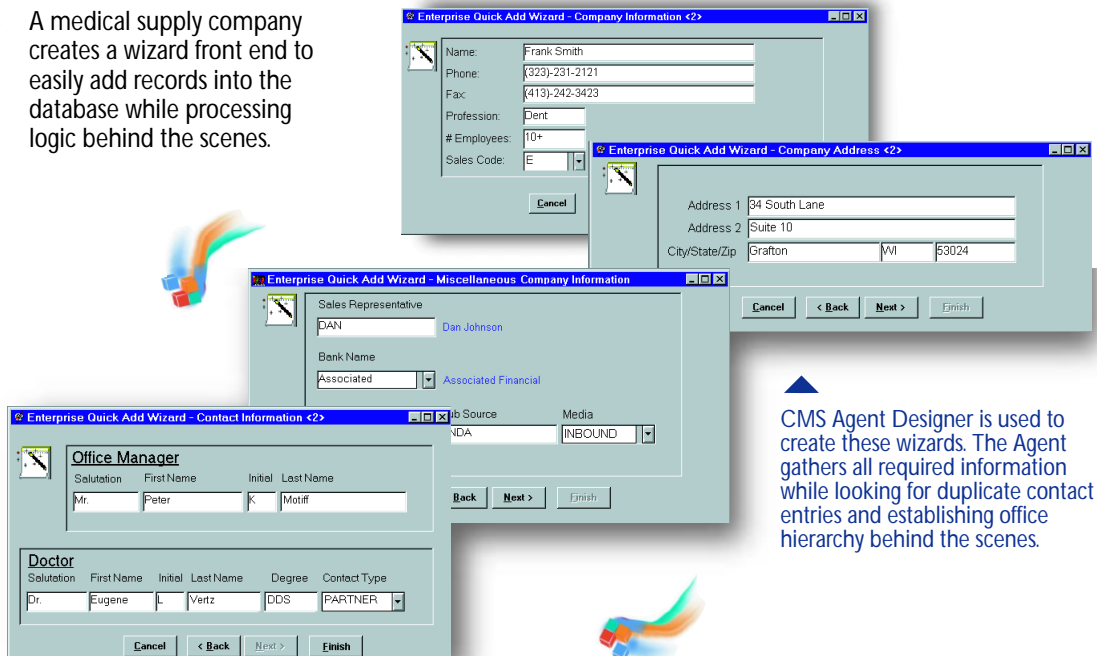 A medical supply company
creates a wizard front end to
easily add records into the
database while processing
logic behind the scenes.
Enterprise Quick Add Wizard - Company Information <2>
Name: Frank Smith
Phone: (323)-231-2121
Fax: (413)-242-3423
Profession: Dent
# Employees: 10+
Sales Code: E
Cancel
Enterprise Quick Add Wizard - Company Address <2>
Address 1 34 South Lane
Address 2 Suite 10
City/State/Zip Grafton WI 53024
Cancel < Back Next > Finish
Enterprise Quick Add Wizard - Miscellaneous Company Information
Sales Representative
DAN Dan Johnson
Bank Name
Associated Associated Financial
Source Media
INBOUND
Back Next > Finish
Enterprise Quick Add Wizard - Contact Information <2>
Office Manager
Salutation First Name Initial Last Name
Mr. Peter K Motiff
Doctor
Salutation First Name Initial Last Name Degree Contact Type
Dr. Eugene L Vertz DDS PARTNER
Cancel < Back Next > Finish
CMS Agent Designer is used to
create these wizards. The Agent
gathers all required information
while looking for duplicate contact
entries and establishing office
hierarchy behind the scenes.